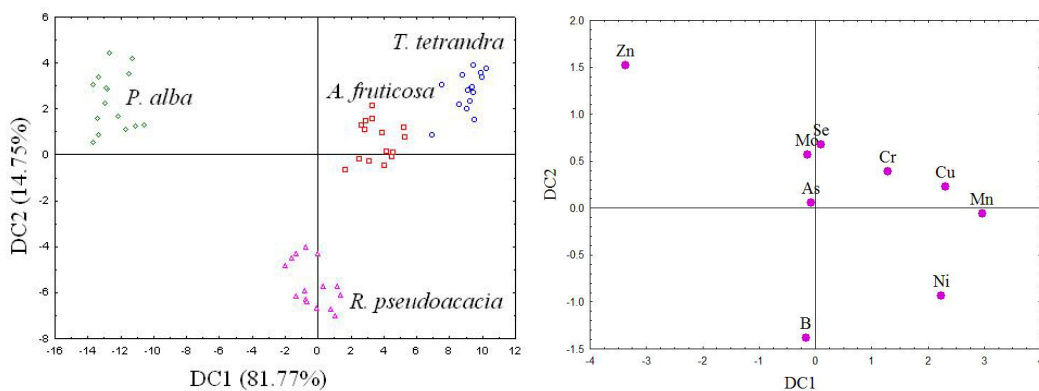 T. tetrandra
A. fruticosa
P. alba
R. pseudoacacia
DC2 (14.75%)
6
4
2
0
-2
-4
-6
-8
-16 -14 -12 -10 -8 -6 -4 -2 0 2 4 6 8 10 12
DC1 (81.77%)
DC2
2.0
1.5
1.0
0.5
0.0
-0.5
-1.0
-1.5
Zn
Se
Mo
Cr
Cu
As
Mn
Ni
B
-4 -3 -2 -1 0 1 2 3 4
DC1